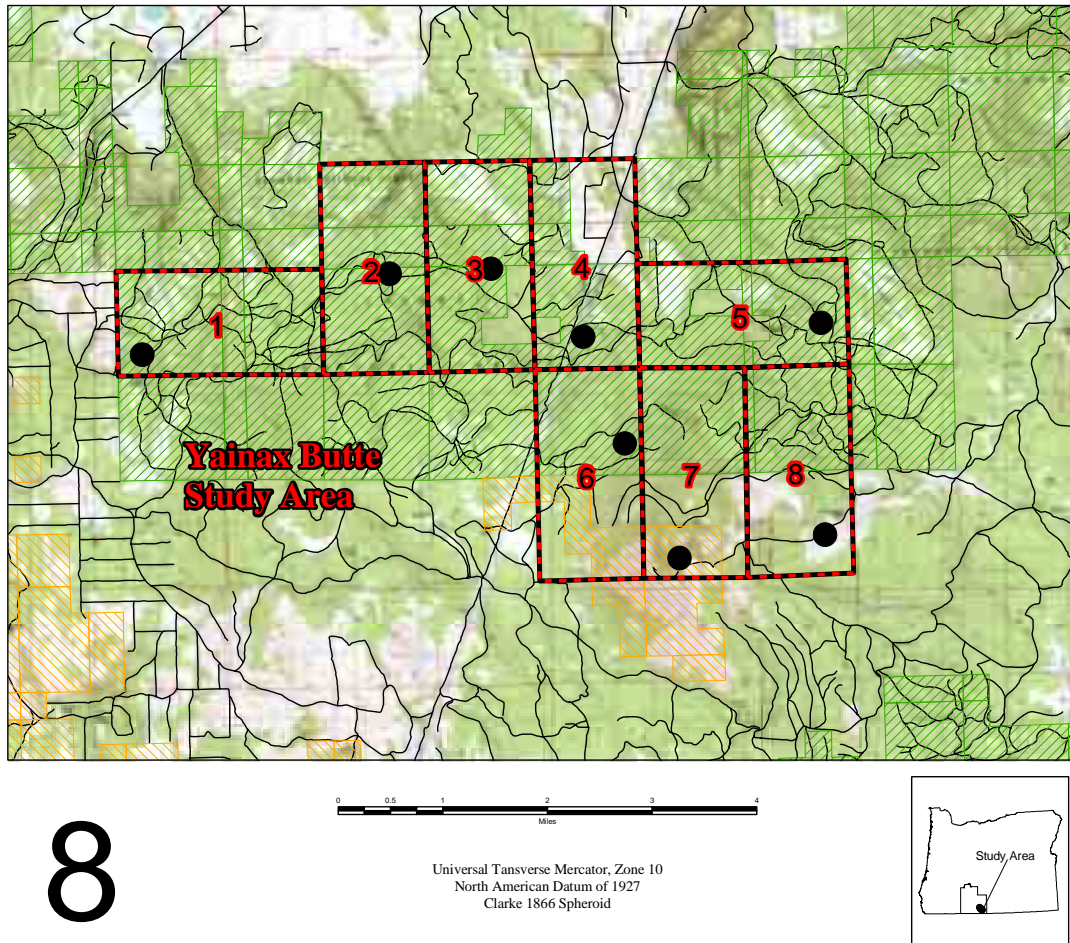 2
3
4
1
5
Yainax Butte
Study Area
6
7
8
0
0.5
1
2
3
4
Miles
8
Universal Tansverse Mercator, Zone 10
North American Datum of 1927
Clarke 1866 Spheroid
Study Area